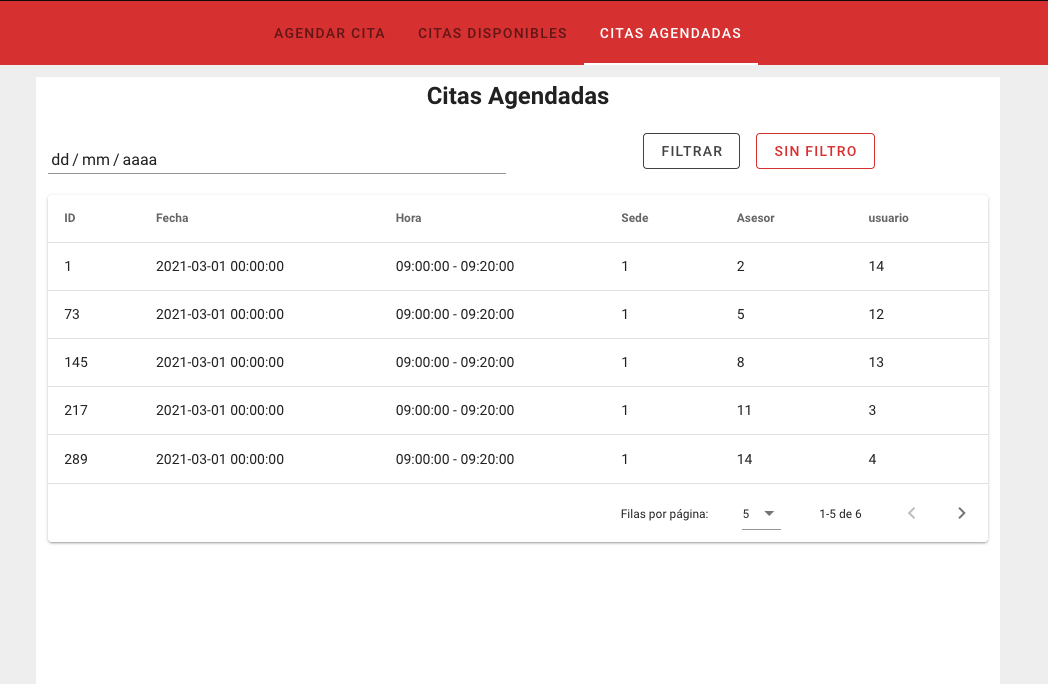 AGENDAR CITA CITAS DISPONIBLES CITAS AGENDADAS
Citas Agendadas
dd / mm / aaaa FILTRAR SIN FILTRO
ID Fecha Hora Sede Asesor usuario
1 2021-03-01 00:00:00 09:00:00 - 09:20:00 1 2 14
73 2021-03-01 00:00:00 09:00:00 - 09:20:00 1 5 12
145 2021-03-01 00:00:00 09:00:00 - 09:20:00 1 8 13
217 2021-03-01 00:00:00 09:00:00 - 09:20:00 1 11 3
289 2021-03-01 00:00:00 09:00:00 - 09:20:00 1 14 4
Filas por página: 5 1-5 de 6